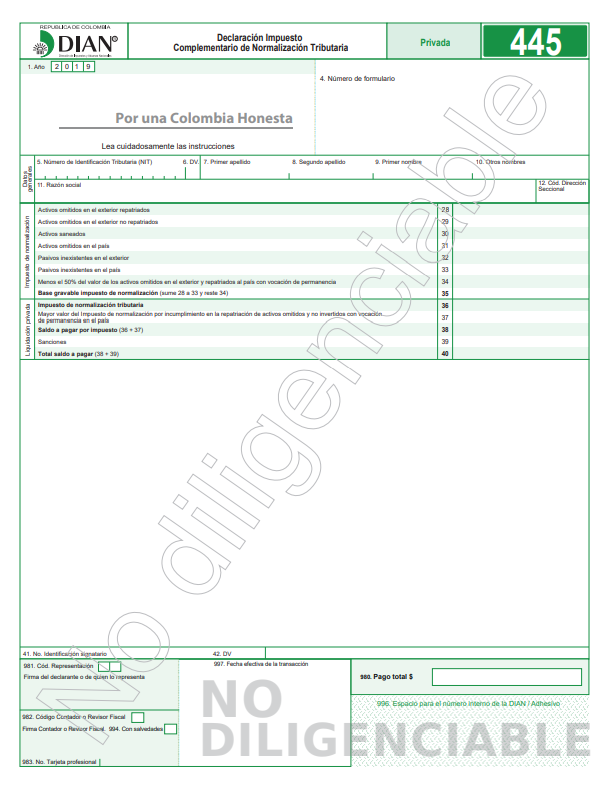 REPUBLICA DE COLOMBIA
DIAN
Declaración Impuesto
Complementario de Normalización Tributaria
Privada
445
1. Año 2 0 1 9
4. Número de formulario
Por una Colombia Honesta
Lea cuidadosamente las instrucciones
Datos generales
5. Número de Identificación Tributaria (NIT) 6. DV. 7. Primer apellido 8. Segundo apellido 9. Primer nombre 10. Otros nombres
11. Razón social
12. Cód. Dirección
Seccional
Impuesto de normalización
Activos omitidos en el exterior repatriados 28
Activos omitidos en el exterior no repatriados 29
Activos saneados 30
Activos omitidos en el país 31
Pasivos inexistentes en el exterior 32
Pasivos inexistentes en el país 33
Menos el 50% del valor de los activos omitidos en el exterior y repatriados al país con vocación de permanencia 34
Base gravable impuesto de normalización (sume 28 a 33 y reste 34) 35
Liquidación privada
Impuesto de normalización tributaria 36
Mayor valor del Impuesto de normalización por incumplimiento en la repatriación de activos omitidos y no invertidos con vocación
de permanencia en el país 37
Saldo a pagar por impuesto (36 + 37) 38
Sanciones 39
Total saldo a pagar (38 + 39) 40
No diligenciable
41. No. Identificación signatario 42. DV
981. Cód. Representación
Firma del declarante o de quien lo representa
997. Fecha efectiva de la transacción
980. Pago total $
982. Código Contador o Revisor Fiscal
Firma Contador o Revisor Fiscal. 994. Con salvedades
983. No. Tarjeta profesional
996. Espacio para el número interno de la DIAN / Adhesivo
NO
DILIGENCIABLE